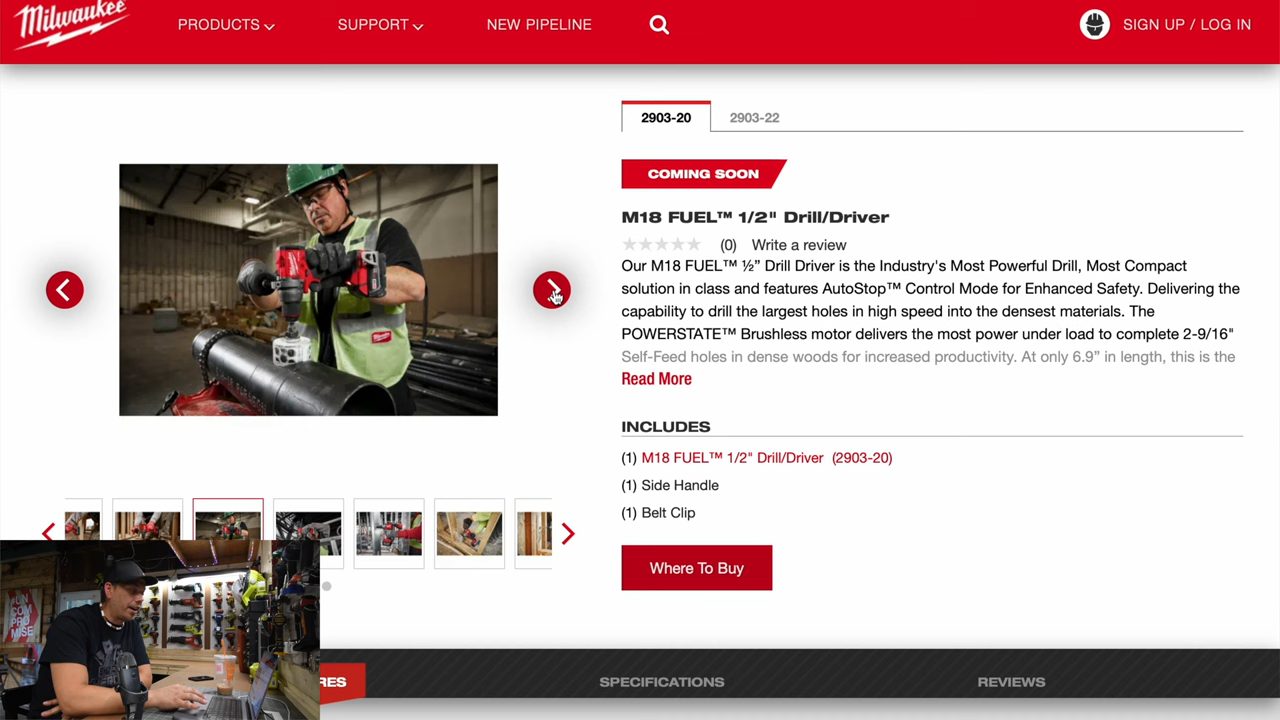 Milwaukee
PRODUCTS
SUPPORT
NEW PIPELINE
SIGN UP / LOG IN
2903-20
2903-22
COMING SOON
M18 FUEL™ 1/2" Drill/Driver
(0) Write a review
Our M18 FUEL™ ½” Drill Driver is the Industry's Most Powerful Drill, Most Compact
solution in class and features AutoStop™ Control Mode for Enhanced Safety. Delivering the
capability to drill the largest holes in high speed into the densest materials. The
POWERSTATE™ Brushless motor delivers the most power under load to complete 2-9/16"
Self-Feed holes in dense woods for increased productivity. At only 6.9” in length, this is the
Read More
INCLUDES
(1) M18 FUEL™ 1/2" Drill/Driver (2903-20)
(1) Side Handle
(1) Belt Clip
Where To Buy
RES
SPECIFICATIONS
REVIEWS